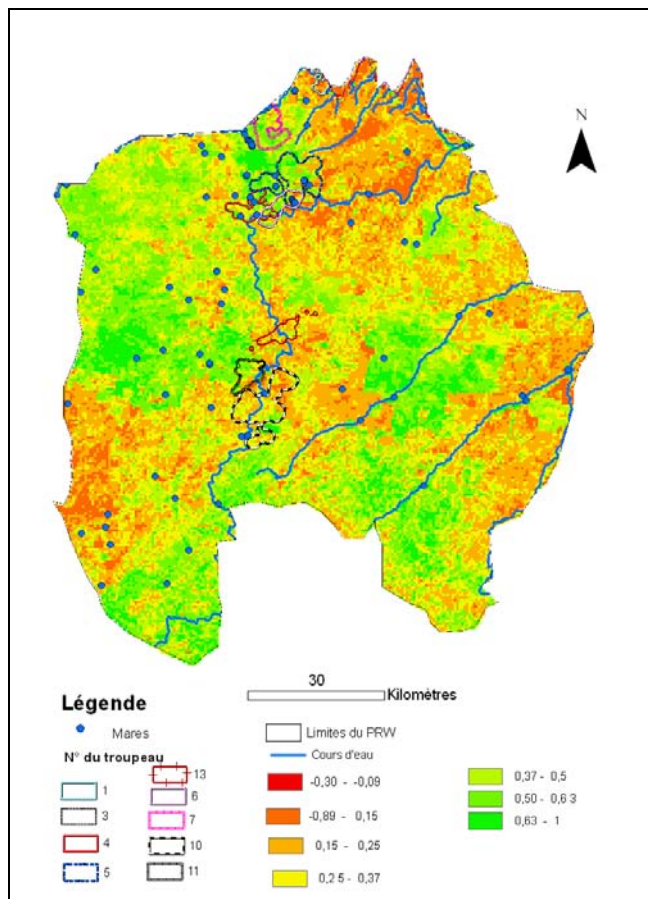 N
30
Kilomètres
Légende
Mares
N° du troupeau
1
3
4
5
13
6
7
10
11
Limites du PRW
Cours d'eau
-0,30 - -0,09
-0,89 - 0,15
0,15 - 0,25
0,2 5 - 0,37
0,37 - 0,5
0,50 - 0,6 3
0,63 - 1